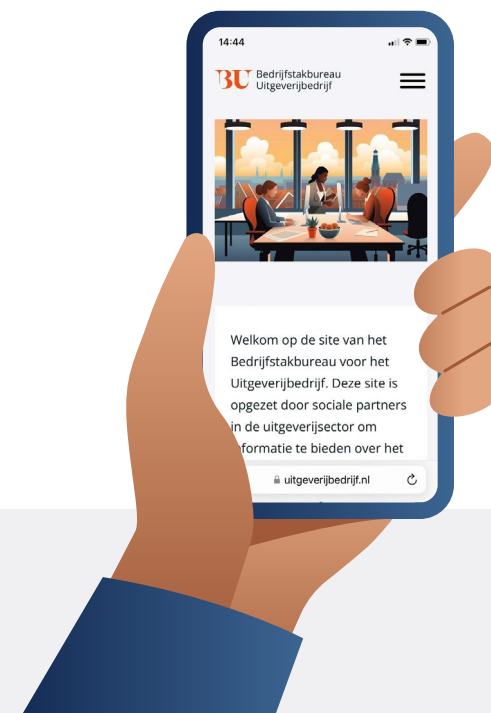 14:44
BU Bedrijfstakbureau
Uitgeverijbedrijf
Welkom op de site van het
Bedrijfstakbureau voor het
Uitgeverijbedrijf. Deze site is
opgezet door sociale partners
in de uitgeverijsector om
informatie te bieden over het
uitgeverijbedrijf.nl